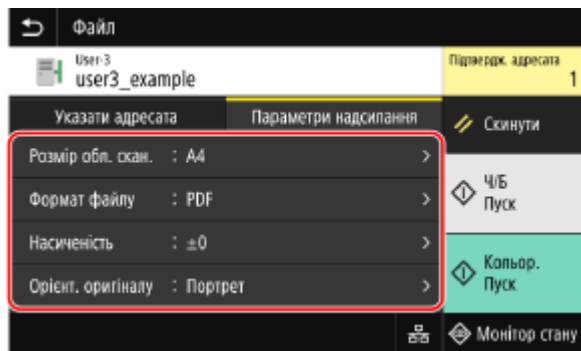 Файл
User-3
user3_example
Підтвердж. адресата
1
Указати адресата
Параметри надсилання
Скинути
Розмір обл. скан. : A4
Формат файлу : PDF
Насиченість : ±0
Орієнт. оригіналу : Портрет
Ч/Б
Пуск
Кольор.
Пуск
Монітор стану